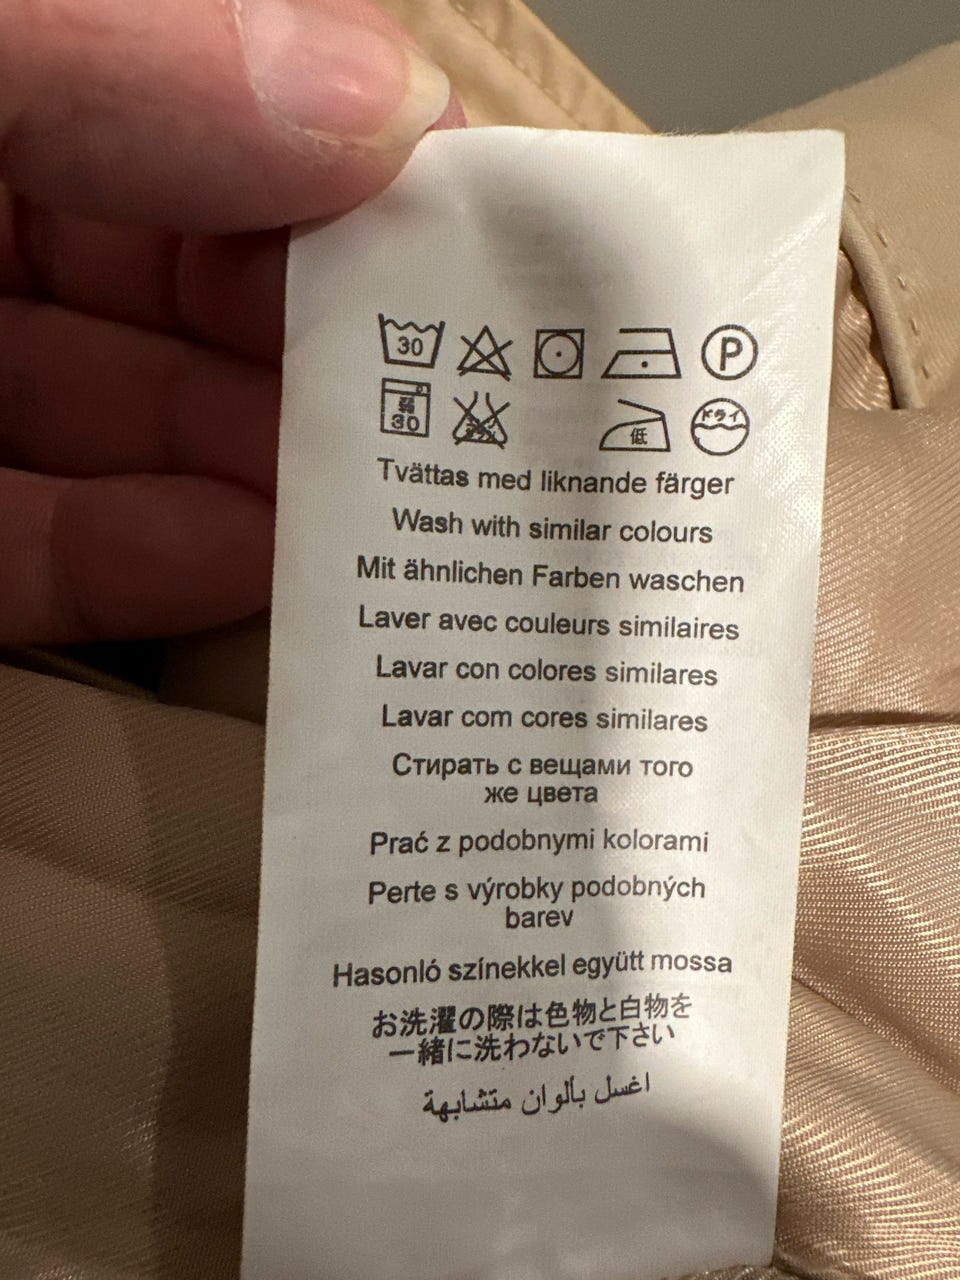 30 P
弱 30 低 ドライ
Tvättas med liknande färger
Wash with similar colours
Mit ähnlichen Farben waschen
Laver avec couleurs similaires
Lavar con colores similares
Lavar com cores similares
Стирать с вещами того
же цвета
Prać z podobnymi kolorami
Perte s výrobky podobných
barev
Hasonló színekkel együtt mossa
お洗濯の際は色物と白物を
一緒に洗わないで下さい
اغسل بألوان متشابهة